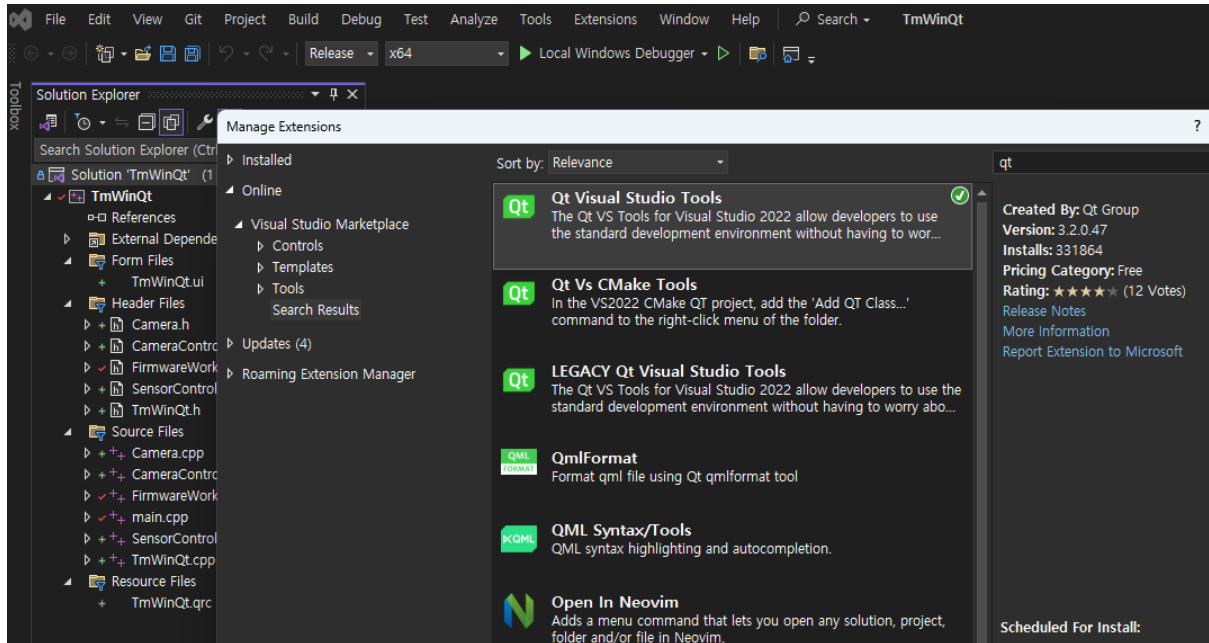 File Edit View Git Project Build Debug Test Analyze Tools Extensions Window Help Search TmWinQt
Release x64 Local Windows Debugger
Toolbox
Solution Explorer
Search Solution Explorer (Ctr
Solution 'TmWinQt' (1
TmWinQt
References
External Depende
Form Files
TmWinQt.ui
Header Files
Camera.h
CameraContro
FirmwareWork
SensorControl
TmWinQt.h
Source Files
Camera.cpp
CameraContro
FirmwareWork
main.cpp
SensorControl
TmWinQt.cpp
Resource Files
TmWinQt.qrc
Manage Extensions ?
Installed
Online
Visual Studio Marketplace
Controls
Templates
Tools
Search Results
Updates (4)
Roaming Extension Manager
Sort by: Relevance
Qt
Qt Visual Studio Tools
The Qt VS Tools for Visual Studio 2022 allow developers to use
the standard development environment without having to wor...
Qt
Qt Vs CMake Tools
In the VS2022 CMake QT project, add the 'Add QT Class...'
command to the right-click menu of the folder.
Qt
LEGACY Qt Visual Studio Tools
The Qt VS Tools for Visual Studio 2022 allow developers to use the
standard development environment without having to worry abo...
QML
FORMAT
QmlFormat
Format qml file using Qt qmlformat tool
QML
QML Syntax/Tools
QML syntax highlighting and autocompletion.
Open In Neovim
Adds a menu command that lets you open any solution, project,
folder and/or file in Neovim.
qt
Created By: Qt Group
Version: 3.2.0.47
Installs: 331864
Pricing Category: Free
Rating: ★★★★★ (12 Votes)
Release Notes
More Information
Report Extension to Microsoft
Scheduled For Install: